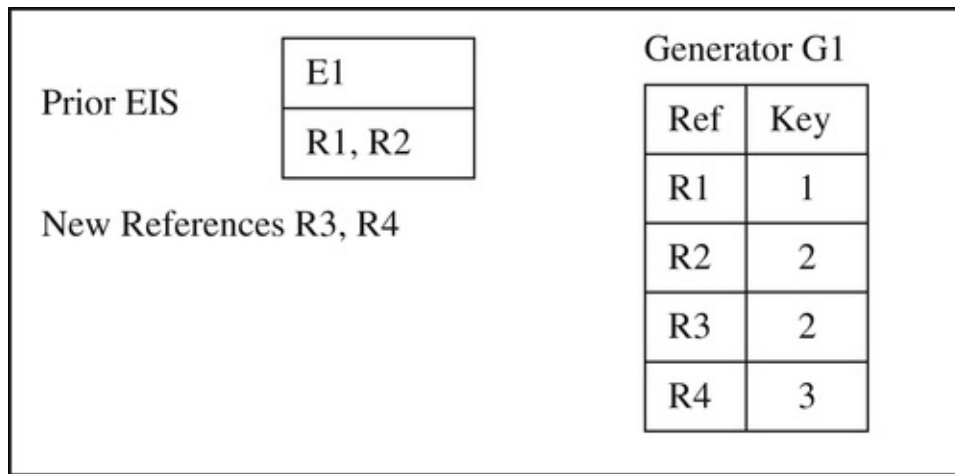 Prior EIS
E1
R1, R2
New References R3, R4
Generator G1
Ref Key
R1 1
R2 2
R3 2
R4 3